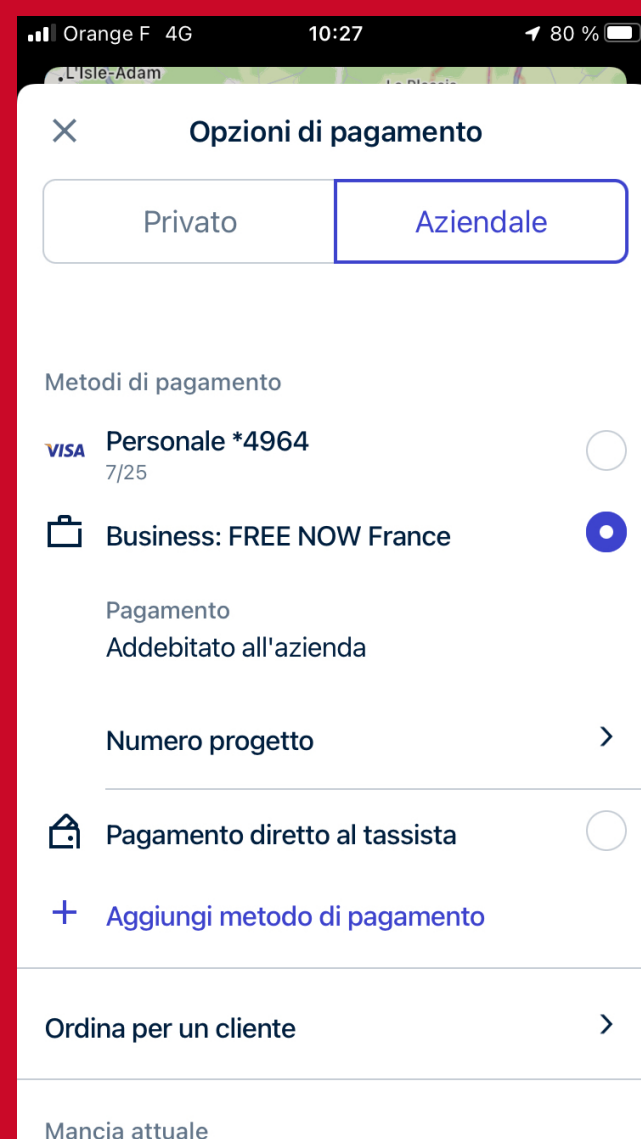 Orange F 4G 10:27 80 %
L'Isle-Adam
Opzioni di pagamento
Privato
Aziendale
Metodi di pagamento
VISA
Personale *4964
7/25
Business: FREE NOW France
Pagamento
Addebitato all'azienda
Numero progetto
Pagamento diretto al tassista
Aggiungi metodo di pagamento
Ordina per un cliente
Mancia attuale